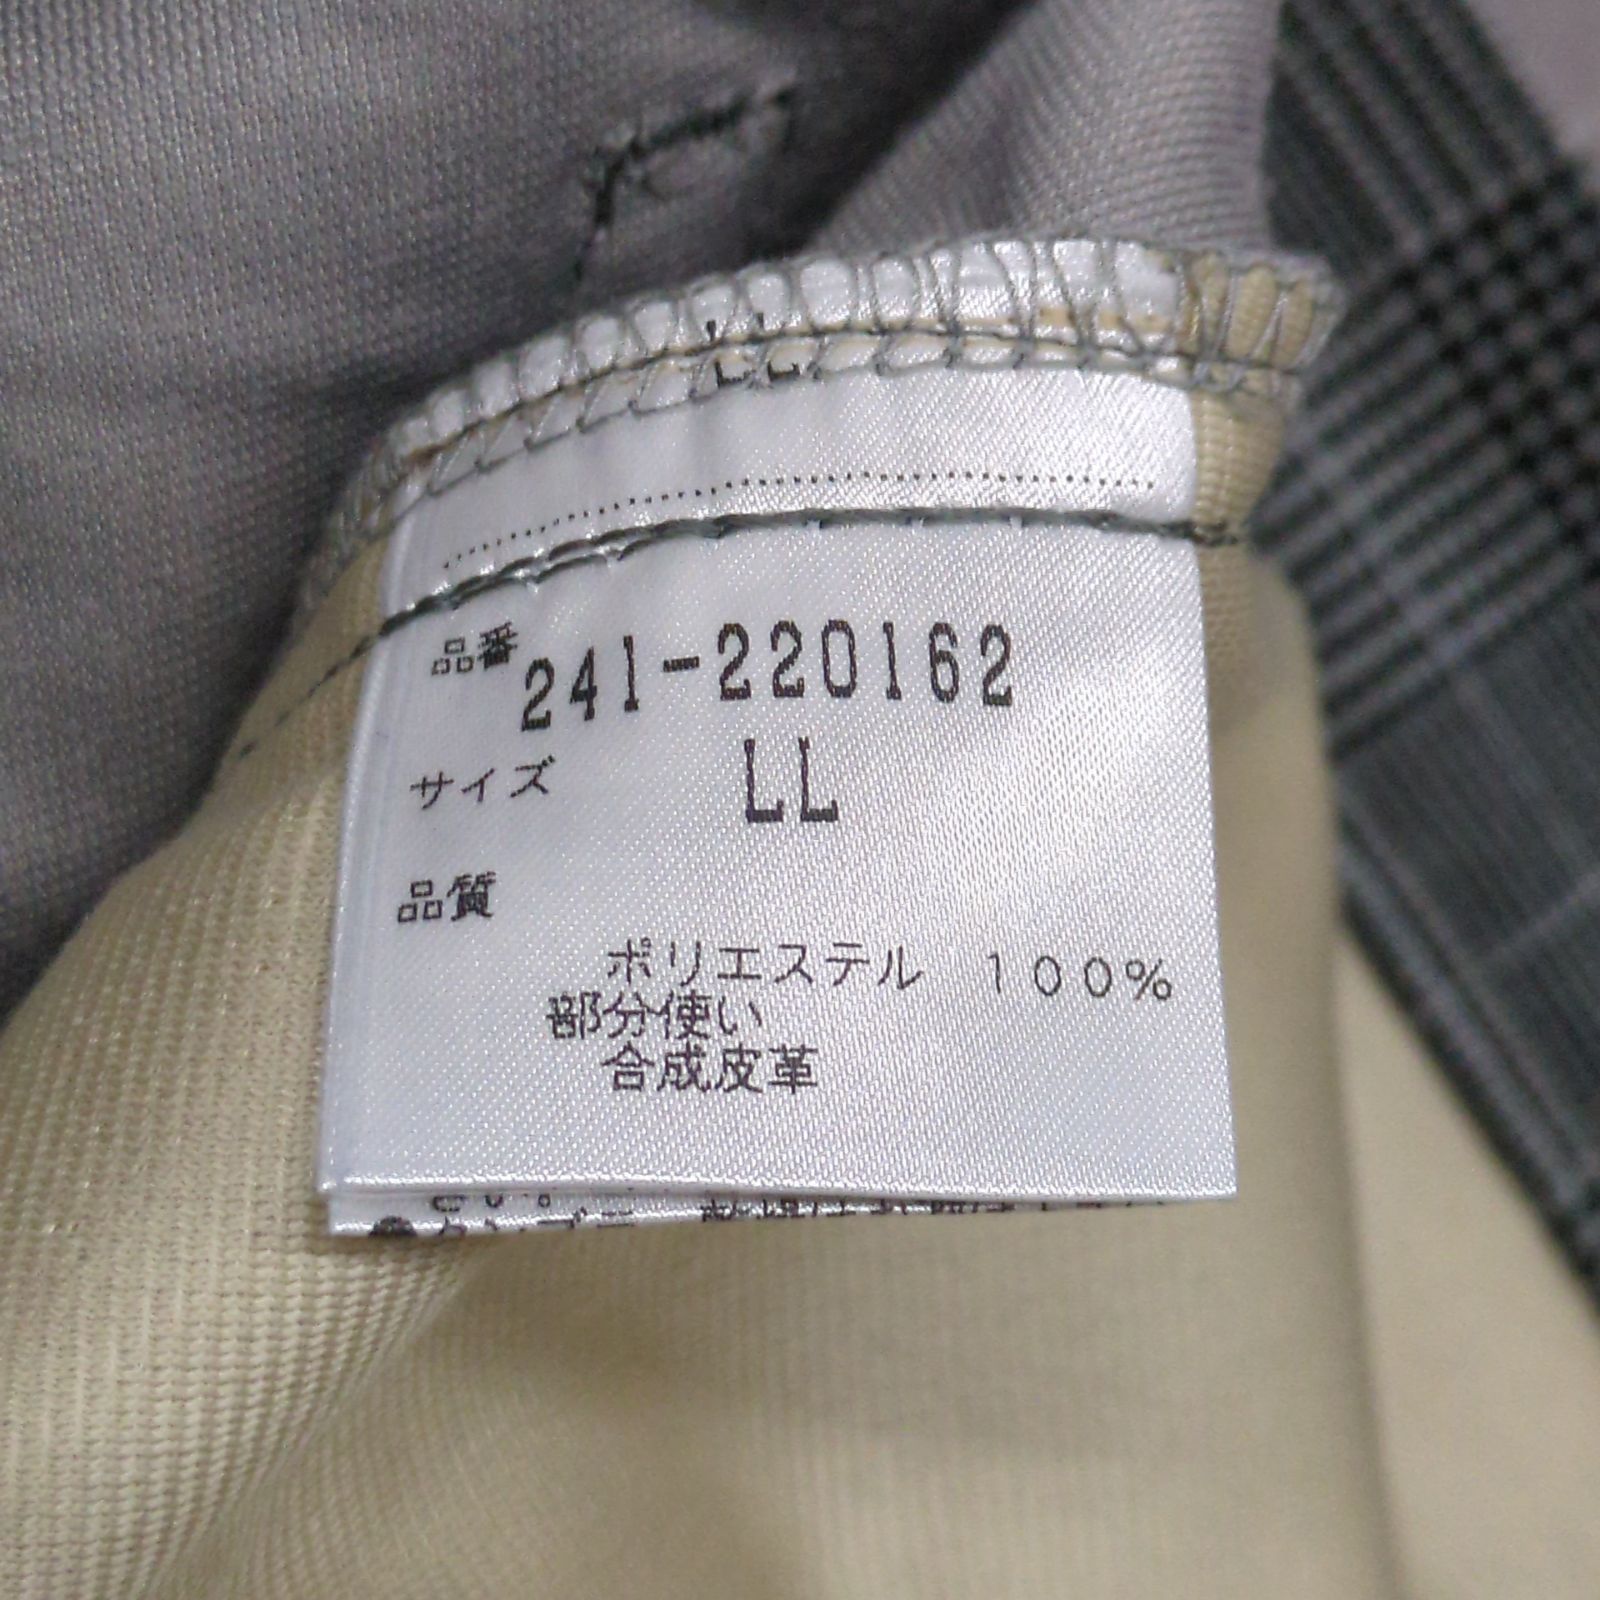 LL
品番 241-220162
サイズ LL
品質
ポリエステル 100%
部分使い
合成皮革